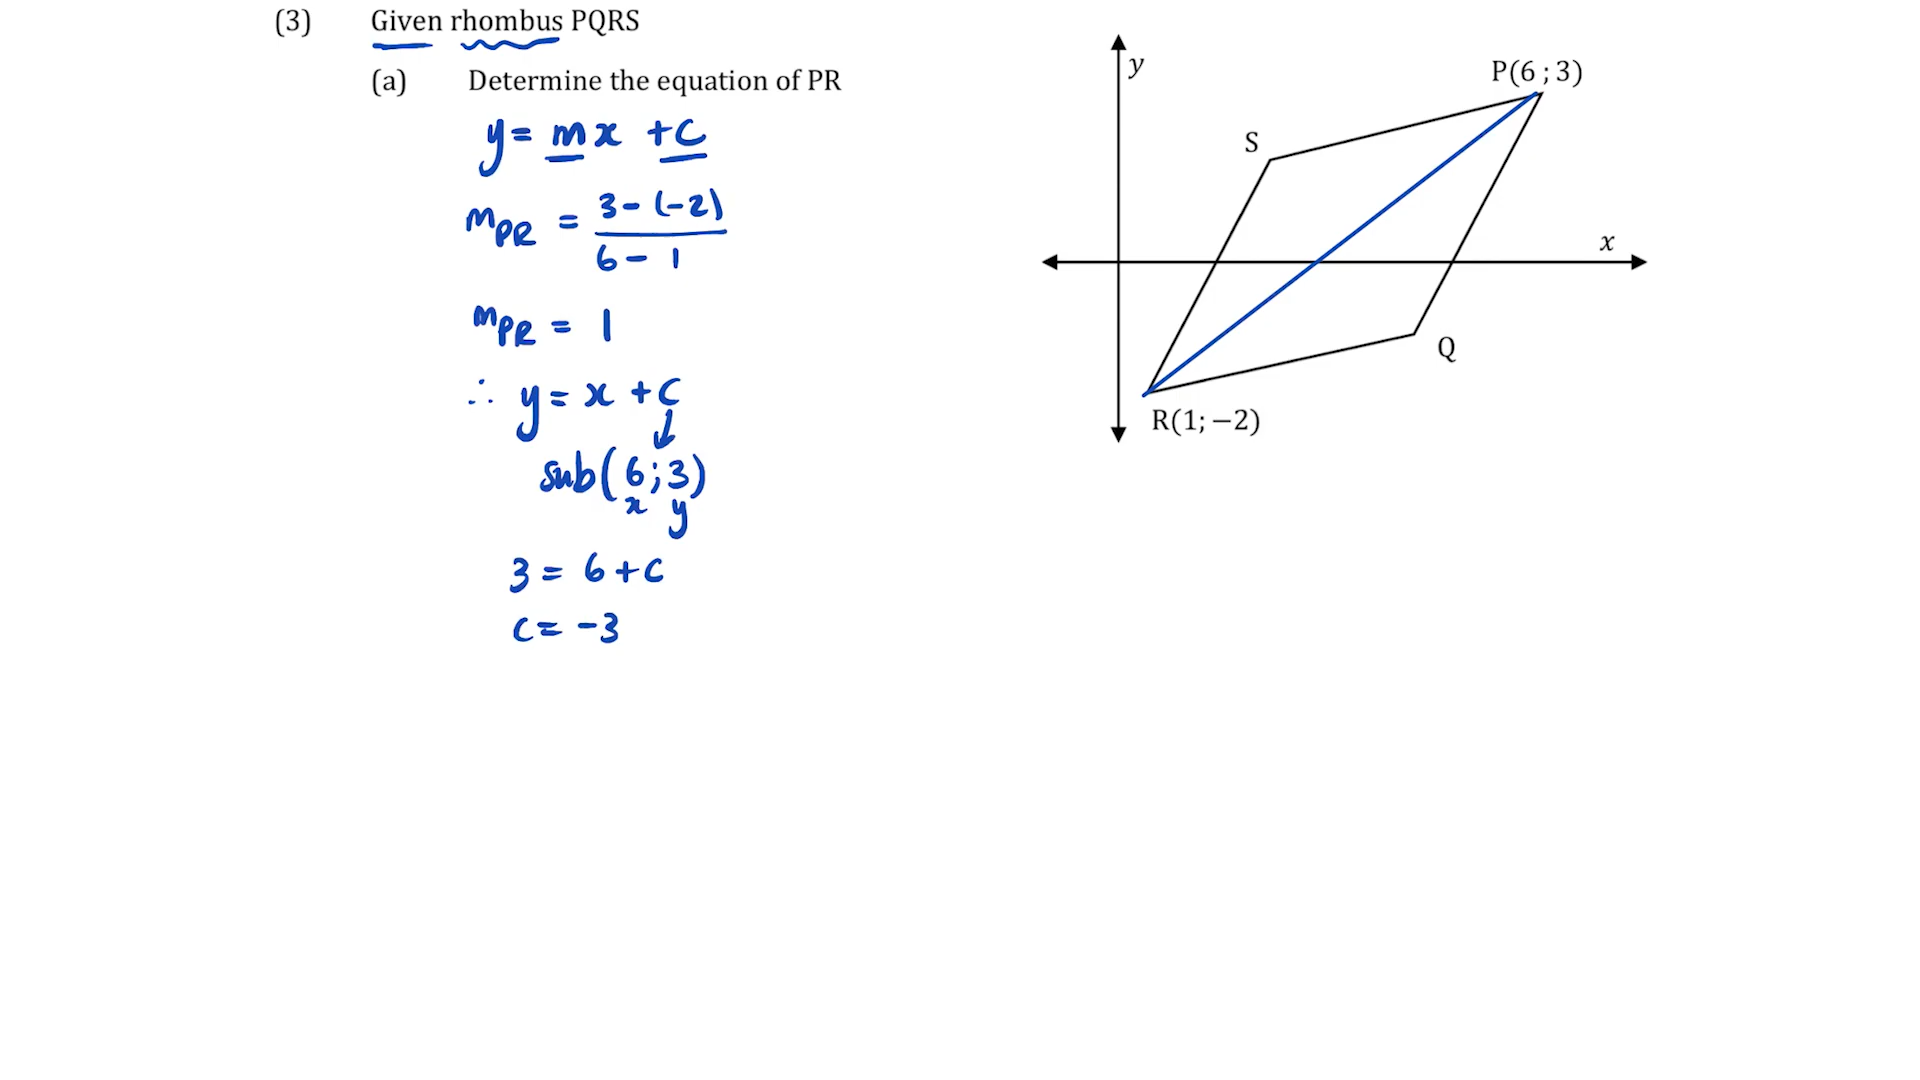 (3) Given rhombus PQRS
(a) Determine the equation of PR
y = mx + c
mPR = 3 - (-2)
6 - 1
mPR = 1
∴ y = x + c
sub (6 ; 3)
x y
3 = 6 + c
c = -3
y
P(6 ; 3)
S
x
Q
R(1; −2)